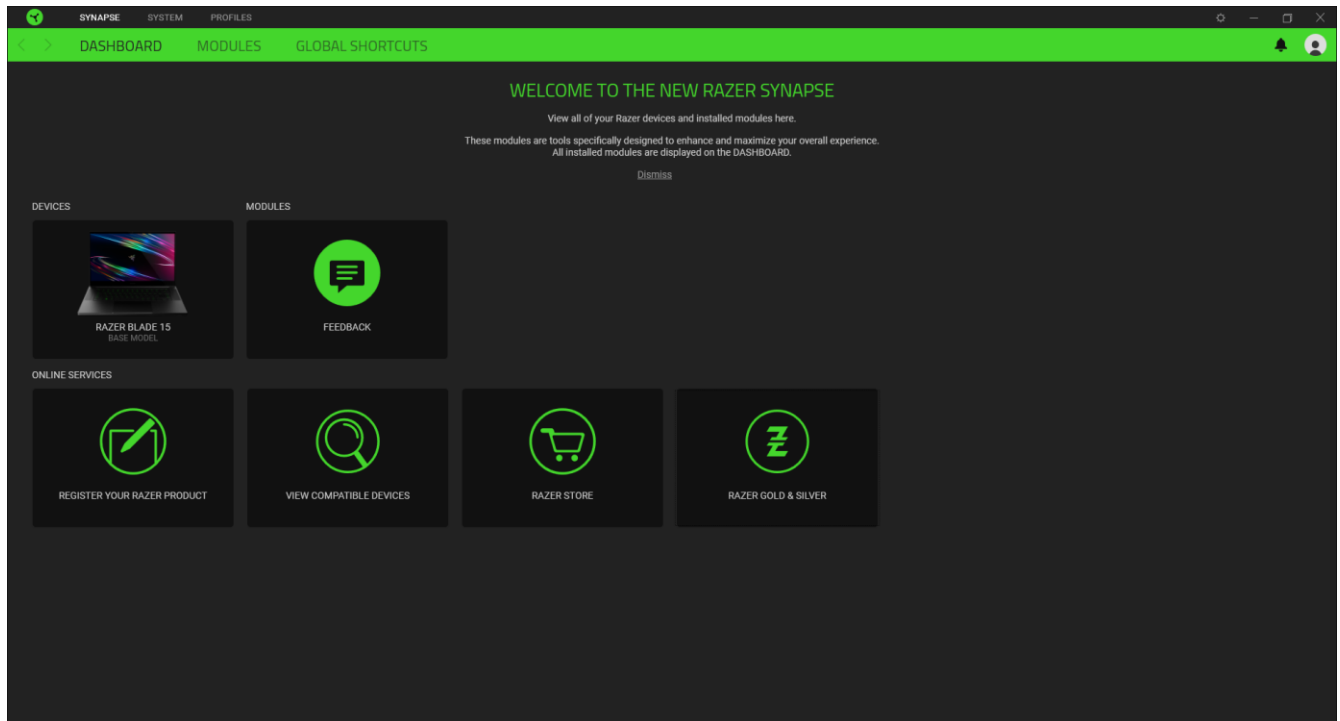 SYNAPSE SYSTEM PROFILES
DASHBOARD MODULES GLOBAL SHORTCUTS
WELCOME TO THE NEW RAZER SYNAPSE
View all of your Razer devices and installed modules here.
These modules are tools specifically designed to enhance and maximize your overall experience.
All installed modules are displayed on the DASHBOARD.
Dismiss
DEVICES MODULES
RAZER BLADE 15
BASE MODEL
FEEDBACK
ONLINE SERVICES
REGISTER YOUR RAZER PRODUCT
VIEW COMPATIBLE DEVICES
RAZER STORE
RAZER GOLD & SILVER